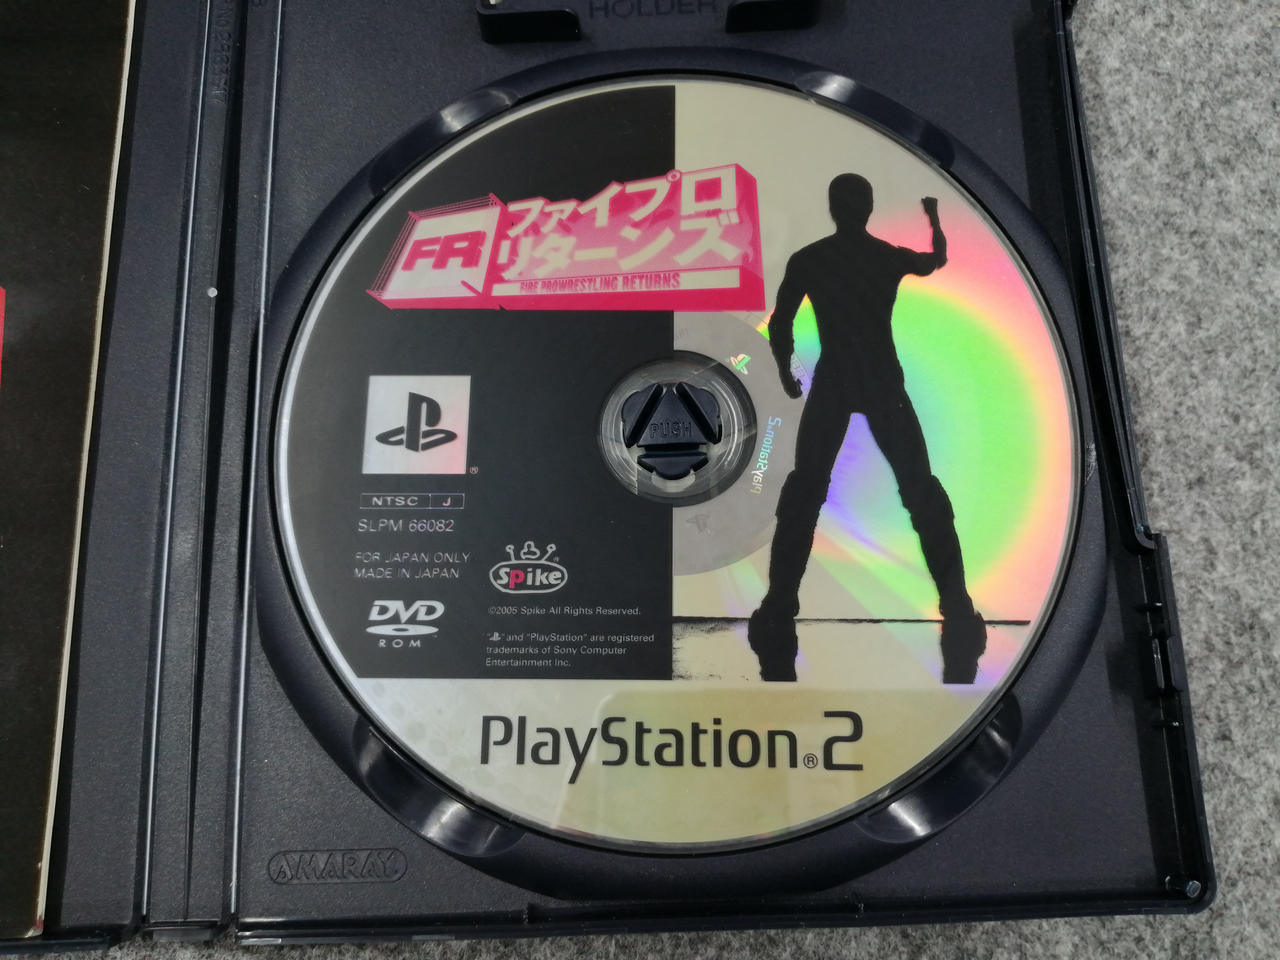 HOLDER
FR
ファイプロ
リターンズ
FIRE PROWRESTLING RETURNS
PUSH
PlayStation®2
®
NTSC J
SLPM 66082
FOR JAPAN ONLY
MADE IN JAPAN
DVD
ROM
Spike
®
©2005 Spike All Rights Reserved.
" " and "PlayStation" are registered
trademarks of Sony Computer
Entertainment Inc.
PlayStation®2
AMARAY